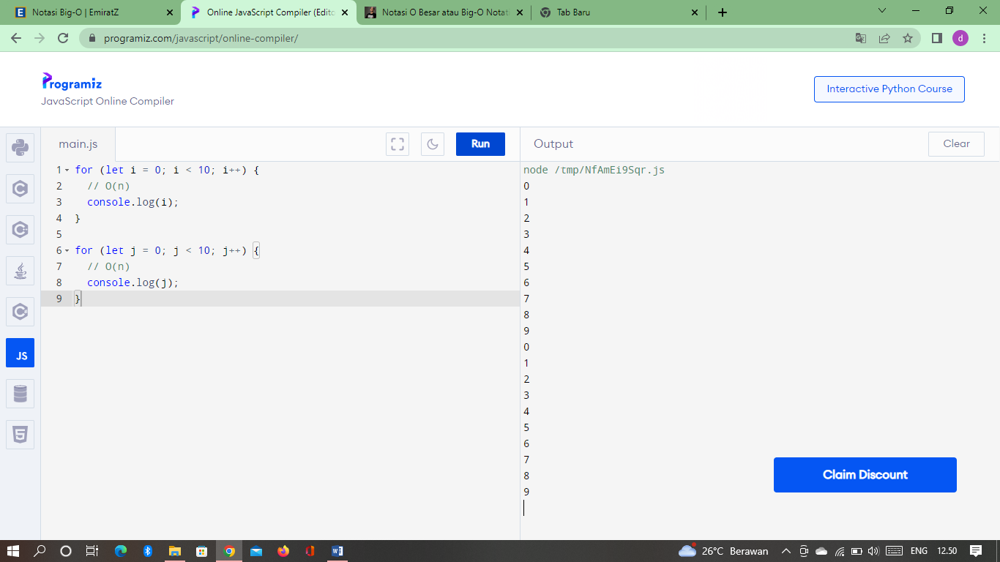 Notasi Big-O | EmiratZ
Online JavaScript Compiler (Edito
Notasi O Besar atau Big-O Notati
Tab Baru
programiz.com/javascript/online-compiler/
d
Programiz
JavaScript Online Compiler
Interactive Python Course
main.js
Run
Output
Clear
1 for (let i = 0; i < 10; i++) {
2 // O(n)
3 console.log(i);
4 }
5
6 for (let j = 0; j < 10; j++) {
7 // O(n)
8 console.log(j);
9 }
JS
node /tmp/NfAmEi9Sqr.js
0
1
2
3
4
5
6
7
8
9
0
1
2
3
4
5
6
7
8
9
Claim Discount
26°C Berawan
ENG
12.50